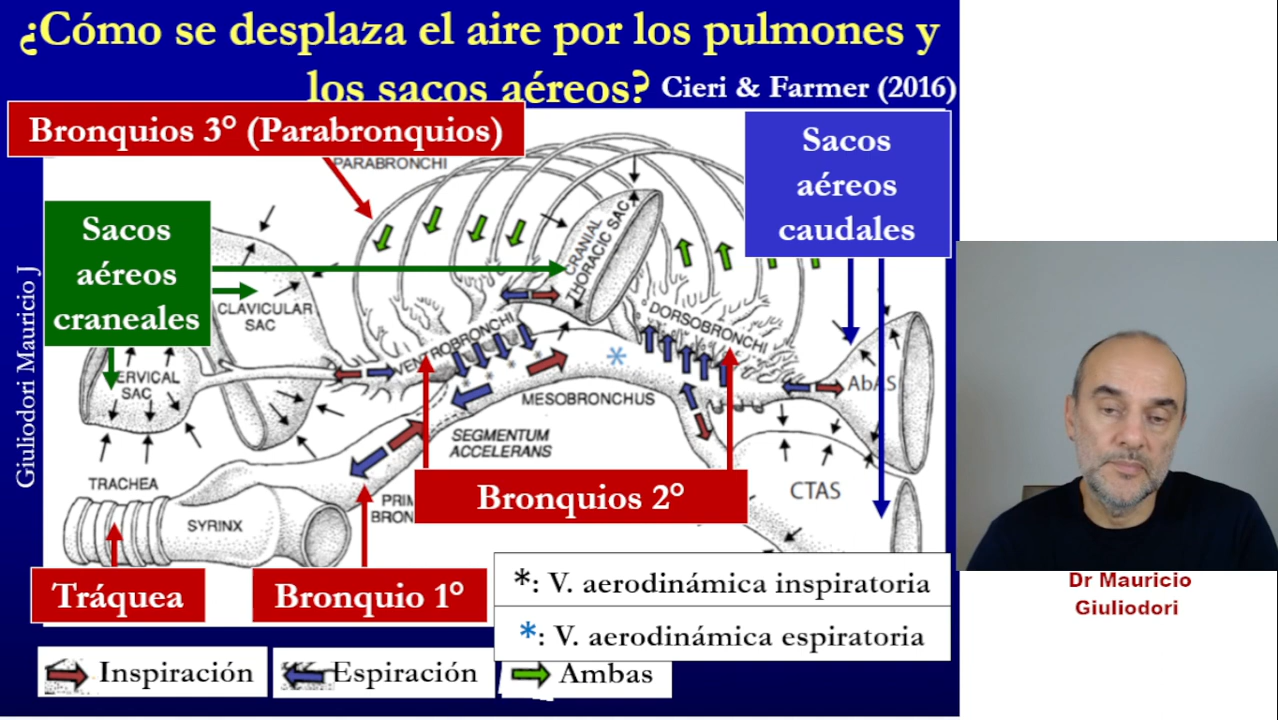 ¿Cómo se desplaza el aire por los pulmones y
los sacos aéreos? Cieri & Farmer (2016)
Bronquios 3° (Parabronquios)
PARABRONCHI
Sacos
aéreos
caudales
Sacos
aéreos
craneales
CRANIAL
THORACIC SAC
CLAVICULAR
SAC
VENTROBRONCHI
DORSOBRONCHI
CERVICAL
SAC
AbAS
MESOBRONCHUS
SEGMENTUM
ACCELERANS
TRACHEA
SYRINX
CTAS
Bronquios 2°
Tráquea
Bronquio 1°
*: V. aerodinámica inspiratoria
*: V. aerodinámica espiratoria
Inspiración
Espiración
Ambas
Giuliodori Mauricio J
Dr Mauricio
Giuliodori